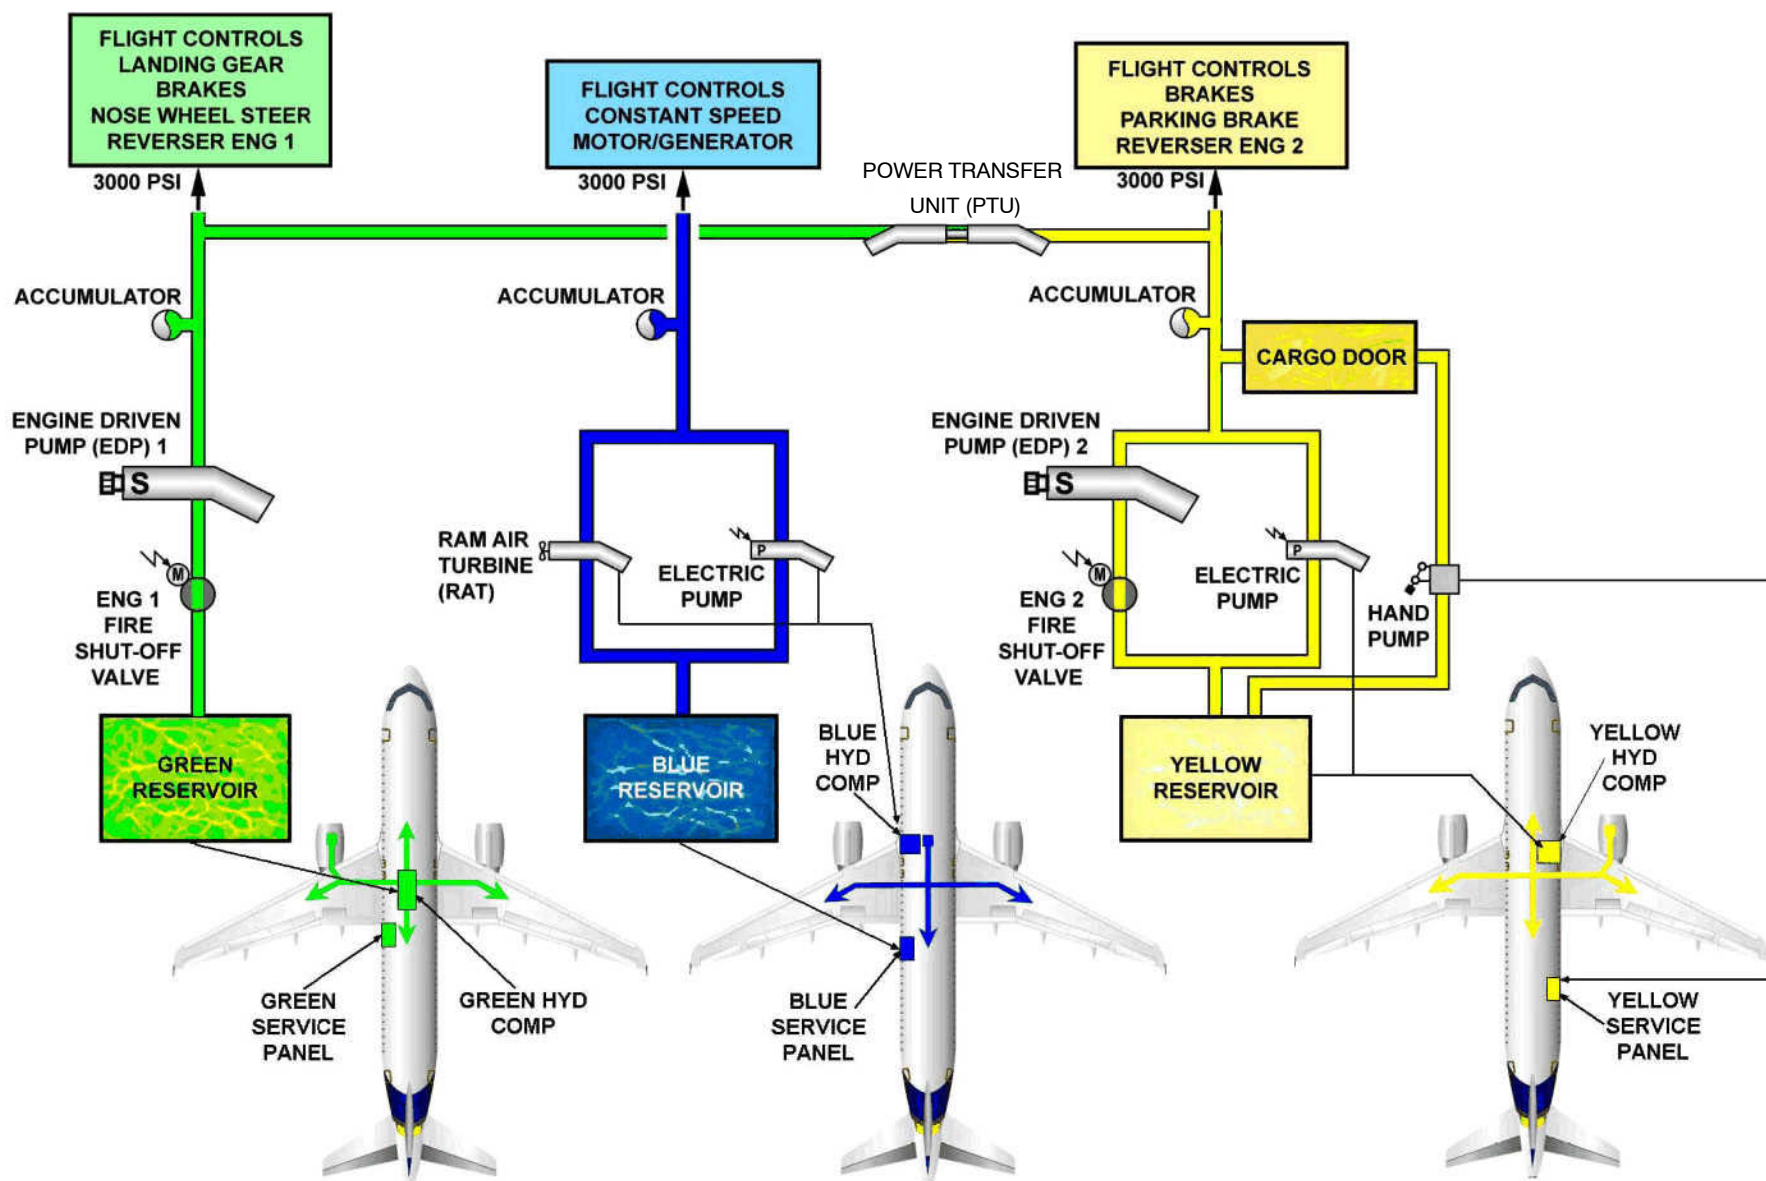 FLIGHT CONTROLS
LANDING GEAR
BRAKES
NOSE WHEEL STEER
REVERSER ENG 1
3000 PSI
FLIGHT CONTROLS
CONSTANT SPEED
MOTOR/GENERATOR
3000 PSI
POWER TRANSFER
UNIT (PTU)
FLIGHT CONTROLS
BRAKES
PARKING BRAKE
REVERSER ENG 2
3000 PSI
ACCUMULATOR
ACCUMULATOR
ACCUMULATOR
CARGO DOOR
ENGINE DRIVEN
PUMP (EDP) 1
S
ENGINE DRIVEN
PUMP (EDP) 2
S
RAM AIR
TURBINE
(RAT)
P
ELECTRIC
PUMP
P
ELECTRIC
PUMP
M
ENG 1
FIRE
SHUT-OFF
VALVE
M
ENG 2
FIRE
SHUT-OFF
VALVE
HAND
PUMP
GREEN
RESERVOIR
BLUE
RESERVOIR
BLUE
HYD
COMP
YELLOW
RESERVOIR
YELLOW
HYD
COMP
GREEN
SERVICE
PANEL
GREEN HYD
COMP
BLUE
SERVICE
PANEL
YELLOW
SERVICE
PANEL